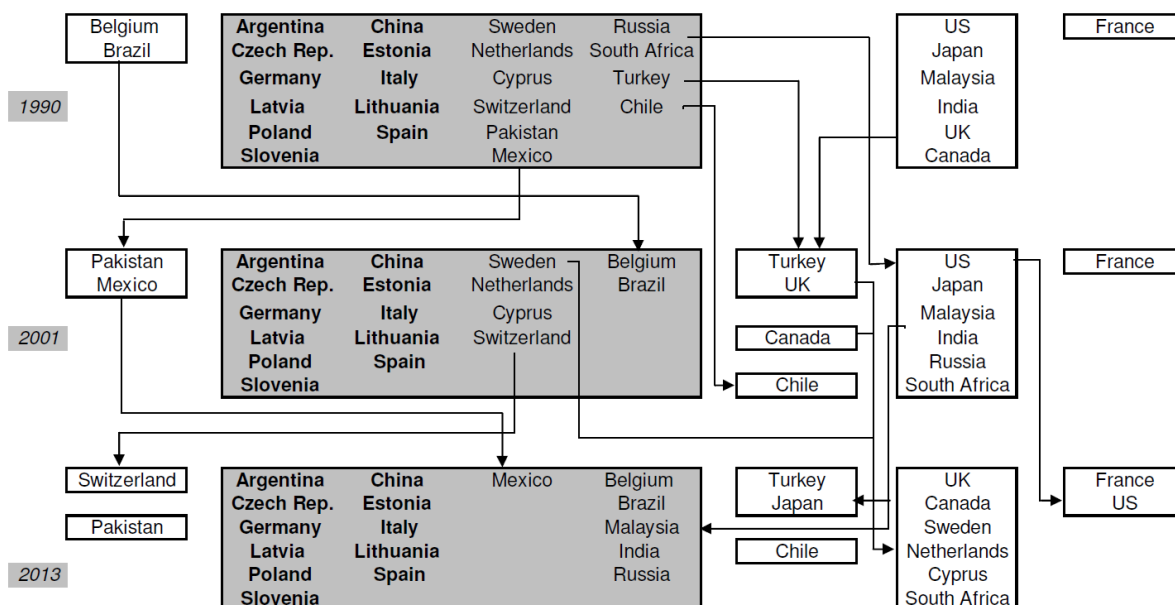 Belgium
Brazil
Argentina China Sweden Russia
Czech Rep. Estonia Netherlands South Africa
Germany Italy Cyprus Turkey
Latvia Lithuania Switzerland Chile
Poland Spain Pakistan
Slovenia Mexico
US
Japan
Malaysia
India
UK
Canada
France
1990
Pakistan
Mexico
Argentina China Sweden Belgium
Czech Rep. Estonia Netherlands Brazil
Germany Italy Cyprus
Latvia Lithuania Switzerland
Poland Spain
Slovenia
Turkey
UK
Canada
Chile
US
Japan
Malaysia
India
Russia
South Africa
France
2001
Switzerland
Pakistan
Argentina China Mexico Belgium
Czech Rep. Estonia Brazil
Germany Italy Malaysia
Latvia Lithuania India
Poland Spain Russia
Slovenia
Turkey
Japan
Chile
UK
Canada
Sweden
Netherlands
Cyprus
South Africa
France
US
2013